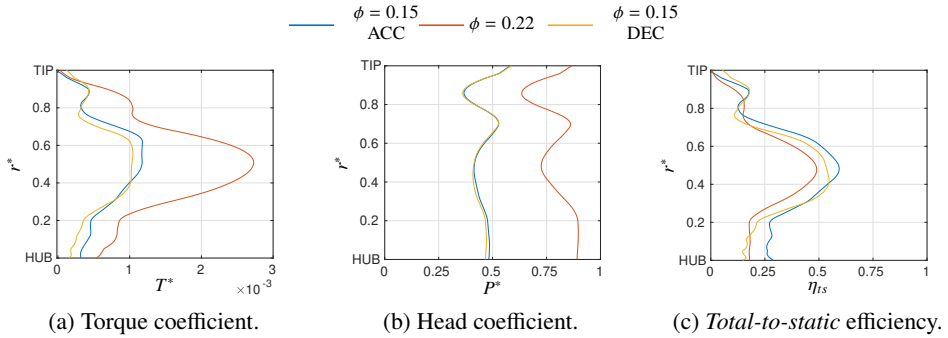 ϕ = 0.15
ACC
ϕ = 0.22
ϕ = 0.15
DEC
TIP
0.8
0.6
0.4
0.2
HUB
r*
0 1 2 3
T*
×10⁻³
(a) Torque coefficient.
TIP
0.8
0.6
0.4
0.2
HUB
r*
0 0.25 0.5 0.75 1
P*
(b) Head coefficient.
TIP
0.8
0.6
0.4
0.2
HUB
r*
0 0.25 0.5 0.75 1
η_ts
(c) Total-to-static efficiency.